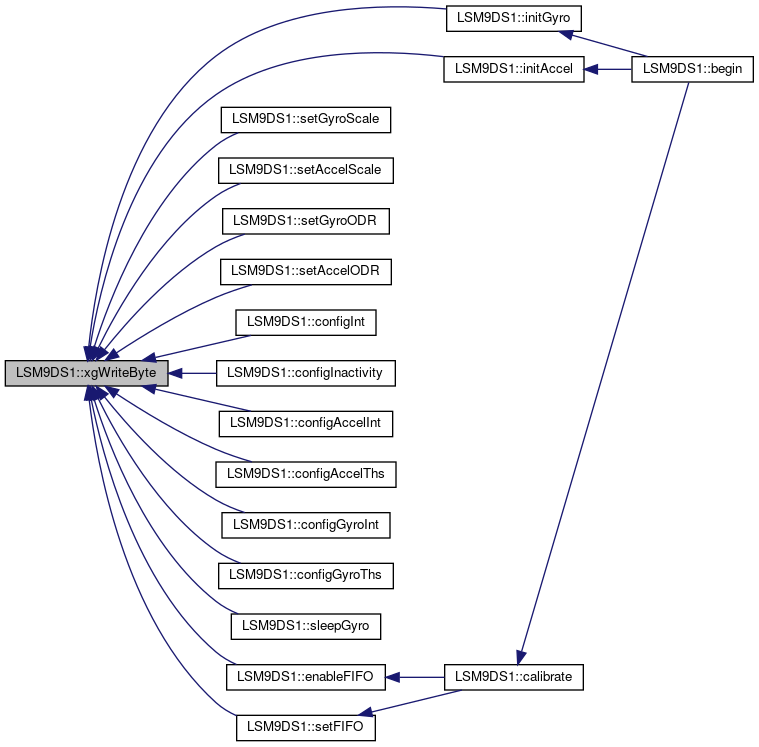 LSM9DS1::initGyro
LSM9DS1::initAccel
LSM9DS1::begin
LSM9DS1::setGyroScale
LSM9DS1::setAccelScale
LSM9DS1::setGyroODR
LSM9DS1::setAccelODR
LSM9DS1::configInt
LSM9DS1::xgWriteByte
LSM9DS1::configInactivity
LSM9DS1::configAccelInt
LSM9DS1::configAccelThs
LSM9DS1::configGyroInt
LSM9DS1::configGyroThs
LSM9DS1::sleepGyro
LSM9DS1::enableFIFO
LSM9DS1::calibrate
LSM9DS1::setFIFO